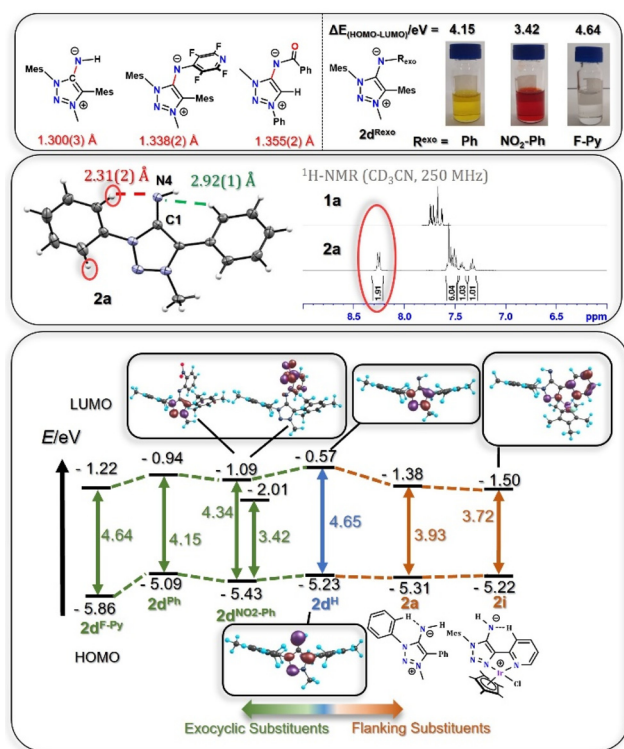 ΔE(HOMO-LUMO)/eV 4.15 3.42 4.64
N H
Mes C
N Mes
N=N⊕
1.300(3) Å
⊖ F F
N N
Mes F F
N Mes
N=N⊕
1.338(2) Å
O
⊖N Ph
Mes
N H
N=N⊕
Ph
1.355(2) Å
⊖
N-Rexo
Mes
N Mes
N=N⊕
2dRexo
Rexo = Ph NO2-Ph F-Py
2.31(2) Å N4 2.92(1) Å
C1
2a
1H-NMR (CD3CN, 250 MHz)
1a
2a
1.91 6.04 1.03 1.01
8.5 8.0 7.5 7.0 6.5 ppm
LUMO
E/eV
- 1.22 - 0.94 - 1.09 - 0.57 - 1.38 - 1.50
- 2.01
4.64 4.15 4.34 3.42 4.65 3.93 3.72
- 5.86 - 5.09 - 5.43 - 5.23 - 5.31 - 5.22
2dF-Py 2dPh 2dNO2-Ph 2dH 2a 2i
HOMO
H N H
⊖
N Ph
N=N⊕
H N H
⊖
Mes
N
N=N N
⊕
Ir
Cl
Exocyclic Substituents Flanking Substituents